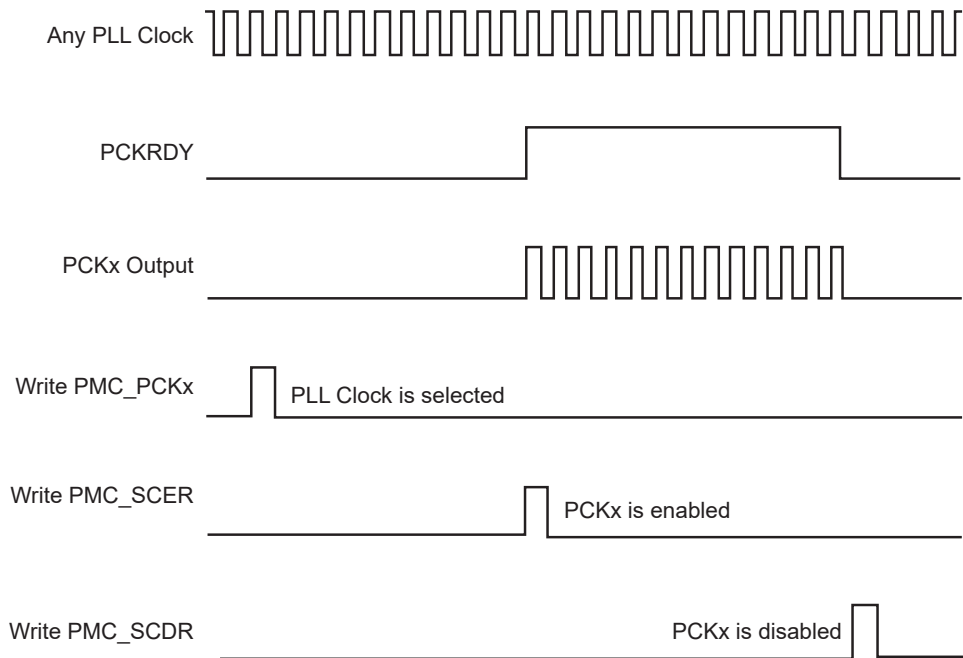 Any PLL Clock
PCKRDY
PCKx Output
Write PMC_PCKx
PLL Clock is selected
Write PMC_SCER
PCKx is enabled
Write PMC_SCDR
PCKx is disabled